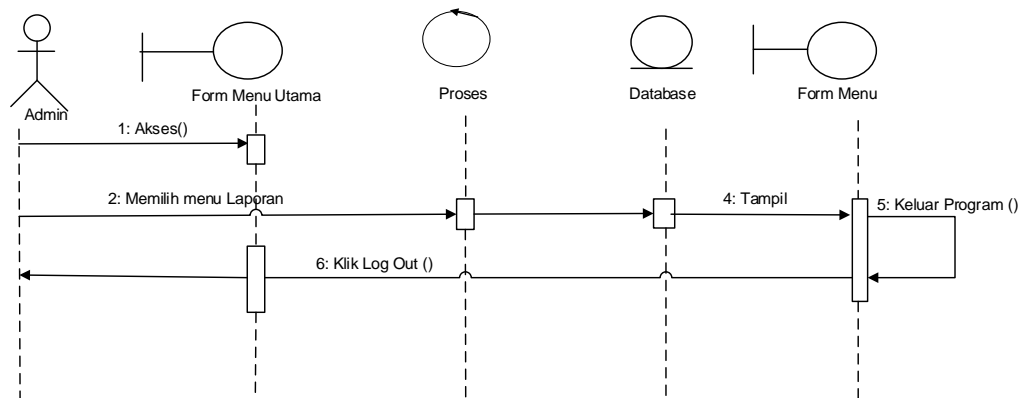 Admin
Form Menu Utama
Proses
Database
Form Menu
1: Akses()
2: Memilih menu Laporan
4: Tampil
5: Keluar Program ()
6: Klik Log Out ()